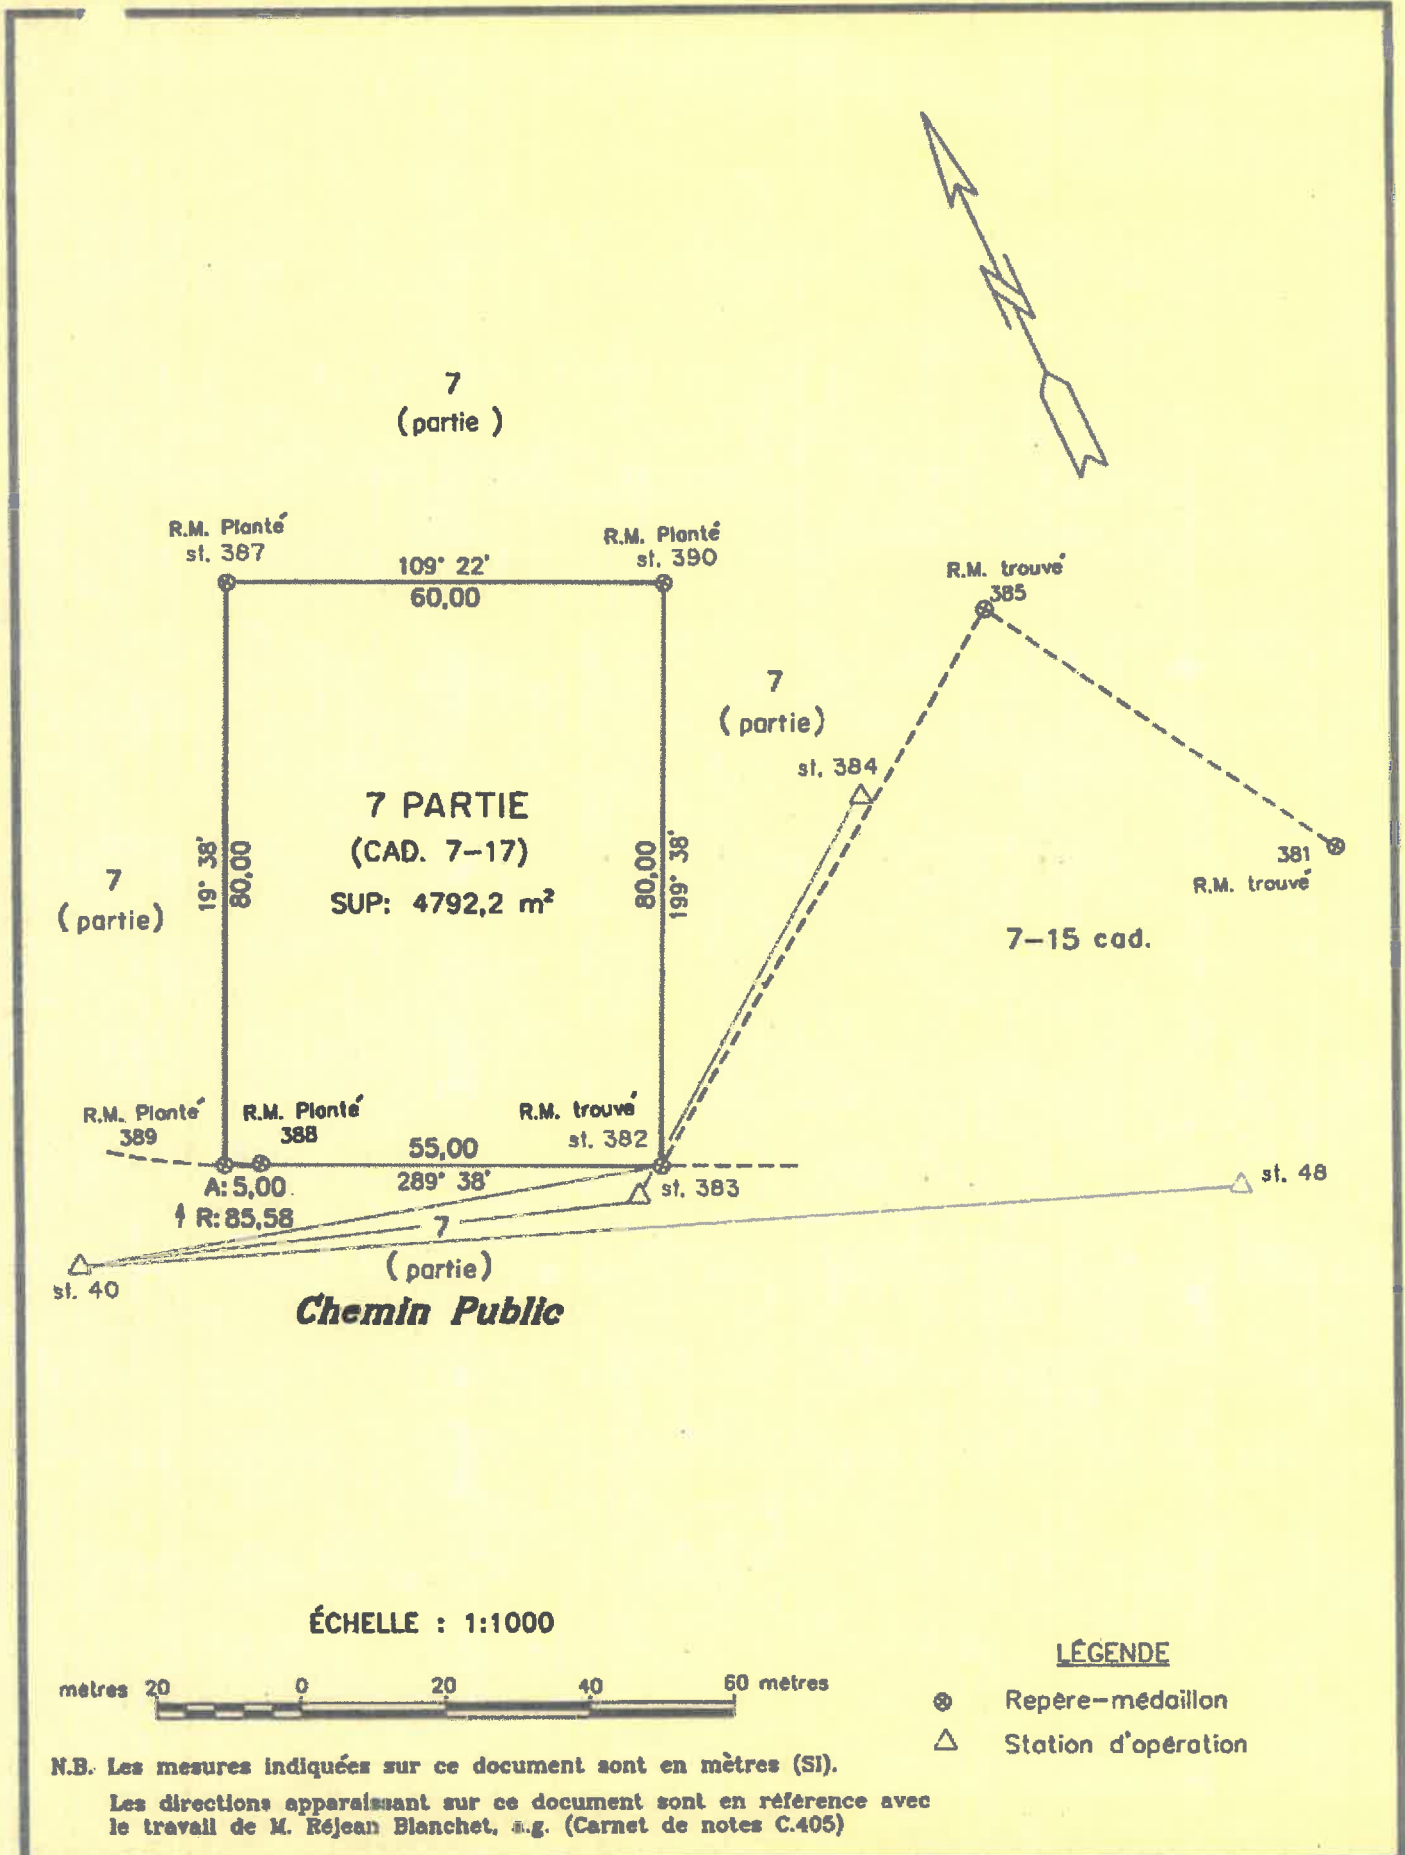 7
(partie)
R.M. Planté
st. 387
R.M. Planté
st. 390
109° 22'
60,00
R.M. trouvé
385
7
(partie)
st. 384
7 PARTIE
(CAD. 7-17)
SUP: 4792,2 m²
19° 38'
80,00
80,00
199° 38'
7
(partie)
381
R.M. trouvé
7-15 cad.
R.M. Planté
389
R.M. Planté
388
R.M. trouvé
st. 382
55,00
289° 38'
A: 5,00
R: 85,58
st. 383
st. 48
7
(partie)
st. 40
Chemin Public
ÉCHELLE : 1:1000
mètres 20 0 20 40 60 mètres
LÉGENDE
Repère-médaillon
Station d'opération
N.B. Les mesures indiquées sur ce document sont en mètres (SI).
Les directions apparaissant sur ce document sont en référence avec
le travail de M. Réjean Blanchet, a.g. (Carnet de notes C.405)